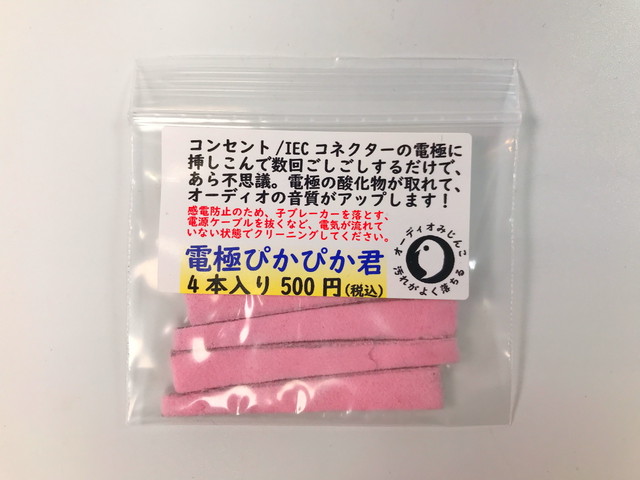 コンセント/IECコネクターの電極に
挿しこんで数回ごしごしするだけで、
あら不思議。電極の酸化物が取れて、
オーディオの音質がアップします！
感電防止のため、子ブレーカーを落とす、
電源ケーブルを抜くなど、電気が流れて
いない状態でクリーニングしてください。
電極ぴかぴか君
4本入り500円(税込)
オーディオみじんこ
汚れがよく落ちる